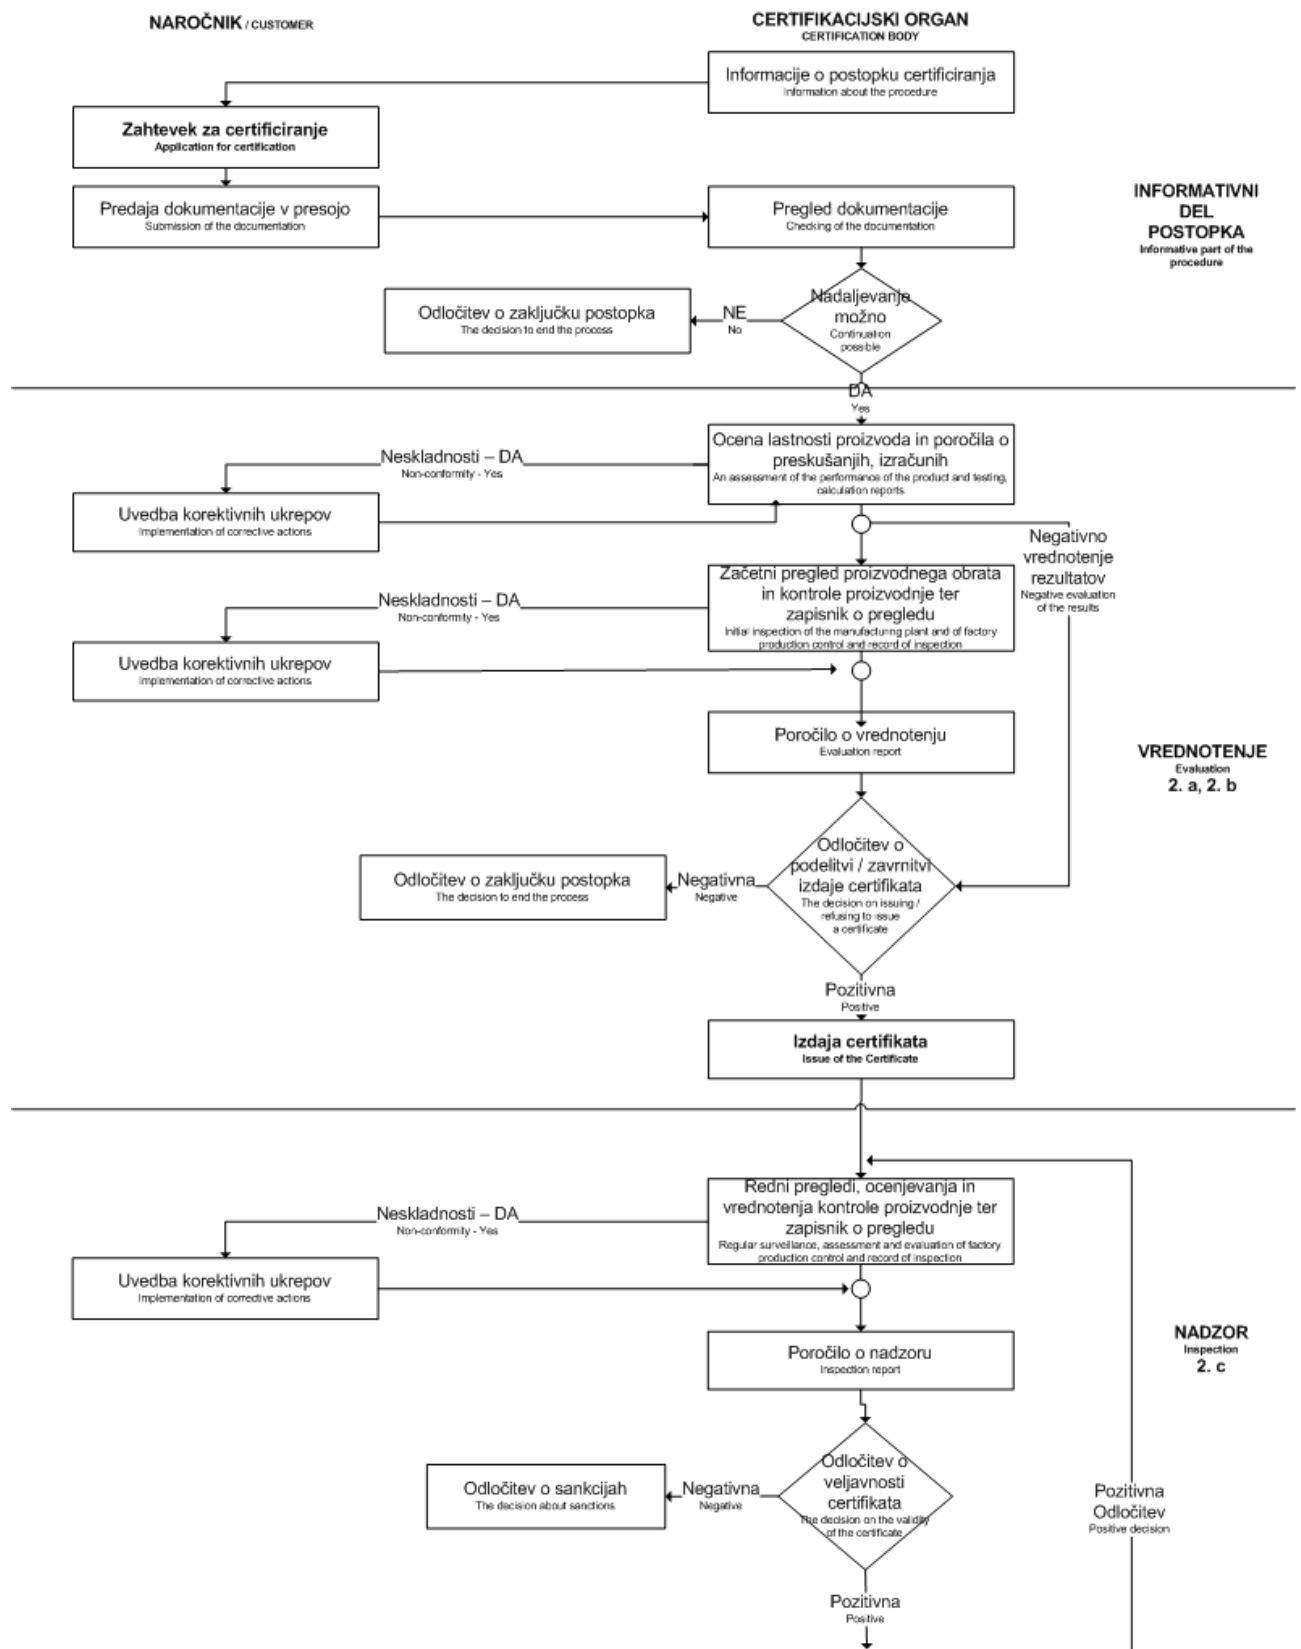 NAROČNIK / CUSTOMER
CERTIFIKACIJSKI ORGAN
CERTIFICATION BODY
Informacije o postopku certificiranja
Information about the procedure
Zahtevek za certificiranje
Application for certification
Predaja dokumentacije v presojo
Submission of the documentation
Pregled dokumentacije
Checking of the documentation
INFORMATIVNI
DEL
POSTOPKA
Informative part of the
procedure
Nadaljevanje
možno
Continuation
possible
NE
No
Odločitev o zaključku postopka
The decision to end the process
DA
Yes
Ocena lastnosti proizvoda in poročila o
preskušanjih, izračunih
An assessment of the performance of the product and testing,
calculation reports
Neskladnosti – DA
Non-conformity - Yes
Uvedba korektivnih ukrepov
Implementation of corrective actions
Negativno
vrednotenje
rezultatov
Negative evaluation
of the results
Začetni pregled proizvodnega obrata
in kontrole proizvodnje ter
zapisnik o pregledu
Initial inspection of the manufacturing plant and of factory
production control and record of inspection
Neskladnosti – DA
Non-conformity - Yes
Uvedba korektivnih ukrepov
Implementation of corrective actions
Poročilo o vrednotenju
Evaluation report
VREDNOTENJE
Evaluation
2. a, 2. b
Odločitev o
podelitvi / zavrnitvi
izdaje certifikata
The decision on issuing /
refusing to issue
a certificate
Negativna
Negative
Odločitev o zaključku postopka
The decision to end the process
Pozitivna
Positive
Izdaja certifikata
Issue of the Certificate
Redni pregledi, ocenjevanja in
vrednotenja kontrole proizvodnje ter
zapisnik o pregledu
Regular surveillance, assessment and evaluation of factory
production control and record of inspection
Neskladnosti – DA
Non-conformity - Yes
Uvedba korektivnih ukrepov
Implementation of corrective actions
Poročilo o nadzoru
Inspection report
NADZOR
Inspection
2. c
Odločitev o
veljavnosti
certifikata
The decision on the validity
of the certificate
Negativna
Negative
Odločitev o sankcijah
The decision about sanctions
Pozitivna
Odločitev
Positive decision
Pozitivna
Positive